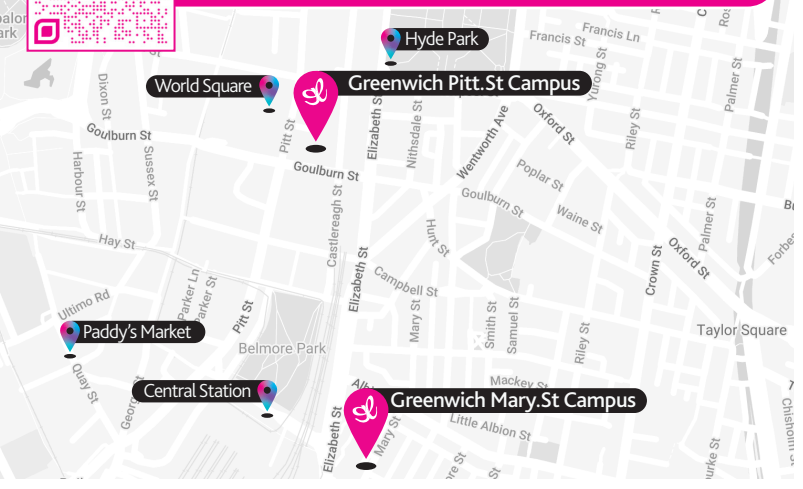 Hyde Park
Francis St
Francis Ln
World Square
Greenwich Pitt.St Campus
Yurong St
Palmer St
Dixon St
Goulburn St
Sussex St
Harbour St
Pitt St
Elizabeth St
Nithsdale St
Wentworth Ave
Oxford St
Riley St
Goulburn St
Castlereagh St
Poplar St
Goulburn St
Waine St
Palmer St
Hay St
Hunt St
Crown St
Oxford St
Ultimo Rd
Parker Ln
Parker St
Pitt St
Elizabeth St
Campbell St
Mary St
Smith St
Samuel St
Riley St
Taylor Square
Paddy's Market
Belmore Park
Quay St
Central Station
Mackey St
Greenwich Mary.St Campus
Elizabeth St
Mary St
Little Albion St